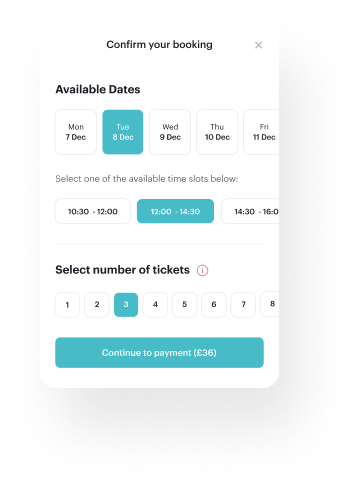 Confirm your booking ×
Available Dates
Mon Tue Wed Thu Fri
7 Dec 8 Dec 9 Dec 10 Dec 11 Dec
Select one of the available time slots below:
10:30 - 12:00 12:00 - 14:30 14:30 - 16:0
Select number of tickets
1 2 3 4 5 6 7 8
Continue to payment (£36)